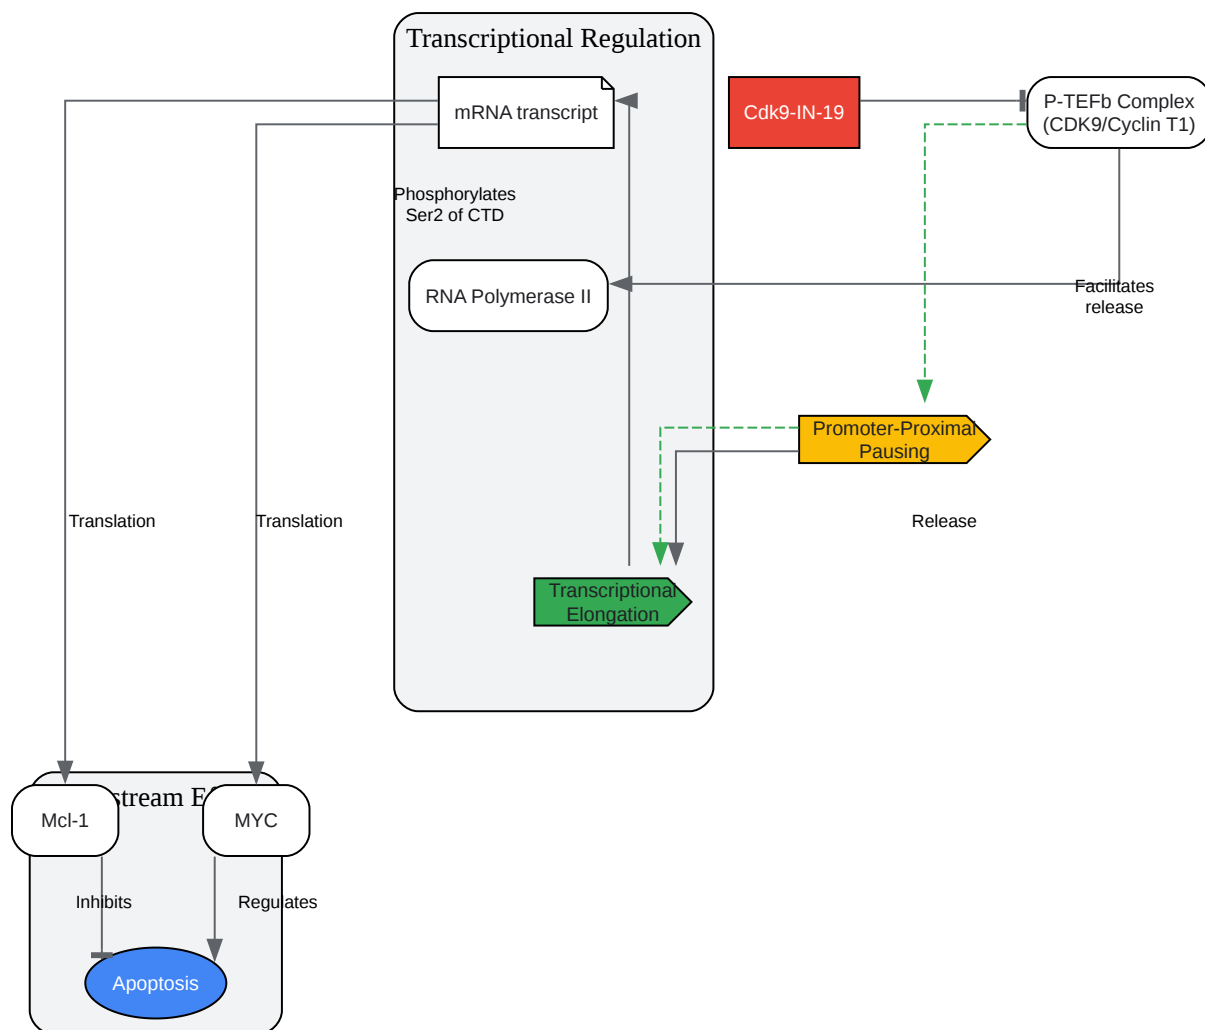 Transcriptional Regulation
mRNA transcript
Cdk9-IN-19
P-TEFb Complex
(CDK9/Cyclin T1)
Phosphorylates
Ser2 of CTD
RNA Polymerase II
Facilitates
release
Promoter-Proximal
Pausing
Translation
Translation
Release
Transcriptional
Elongation
stream E
Mcl-1
MYC
Inhibits
Regulates
Apoptosis